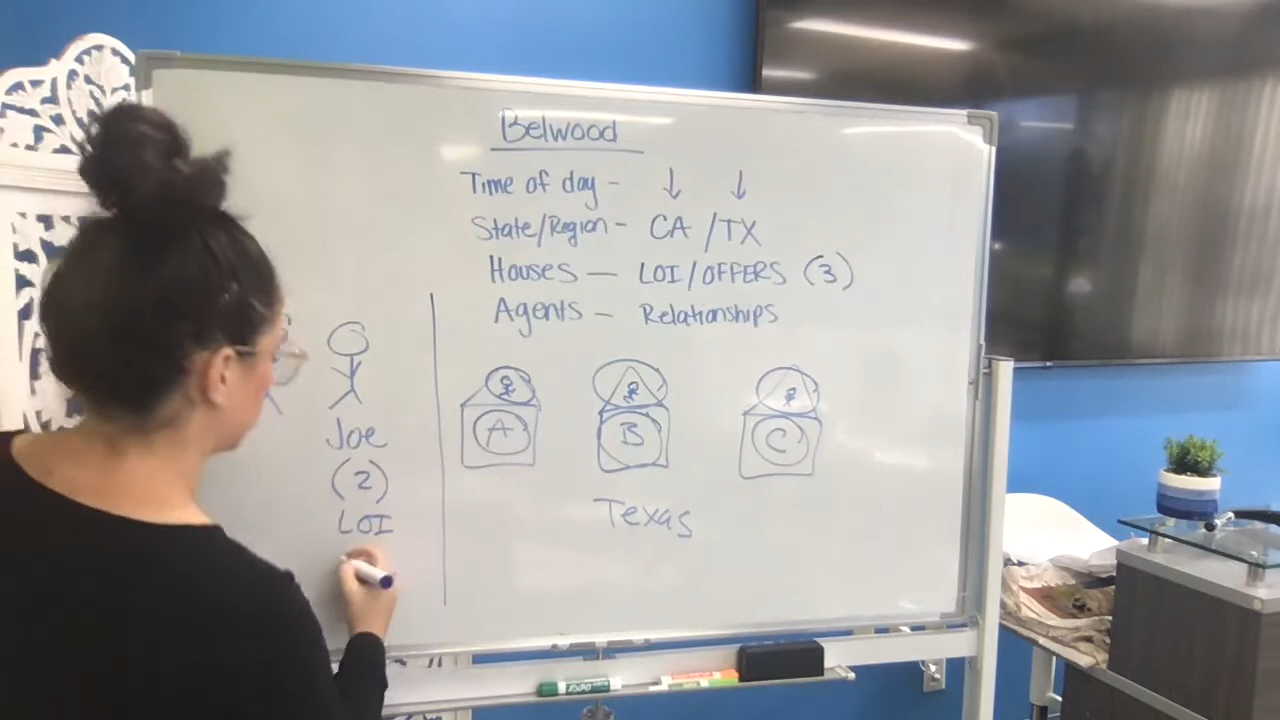 Belwood
Time of day - ↓ ↓
State/Region - CA / TX
Houses — LOI/OFFERS (3)
Agents — Relationships
Joe
(2)
LOI
A B C
Texas
EXPO